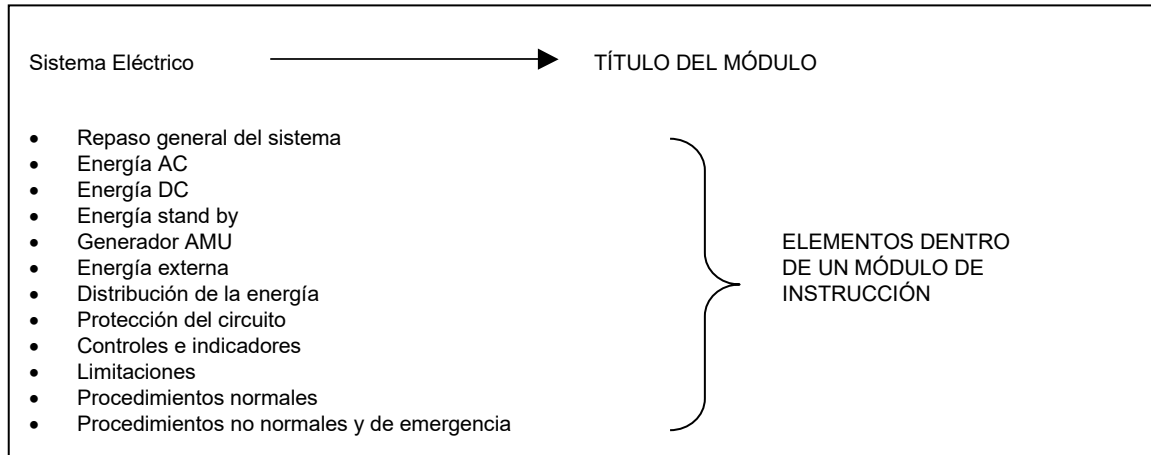 Sistema Eléctrico
TÍTULO DEL MÓDULO
• Repaso general del sistema
• Energía AC
• Energía DC
• Energía stand by
• Generador AMU
• Energía externa
• Distribución de la energía
• Protección del circuito
• Controles e indicadores
• Limitaciones
• Procedimientos normales
• Procedimientos no normales y de emergencia
ELEMENTOS DENTRO
DE UN MÓDULO DE
INSTRUCCIÓN